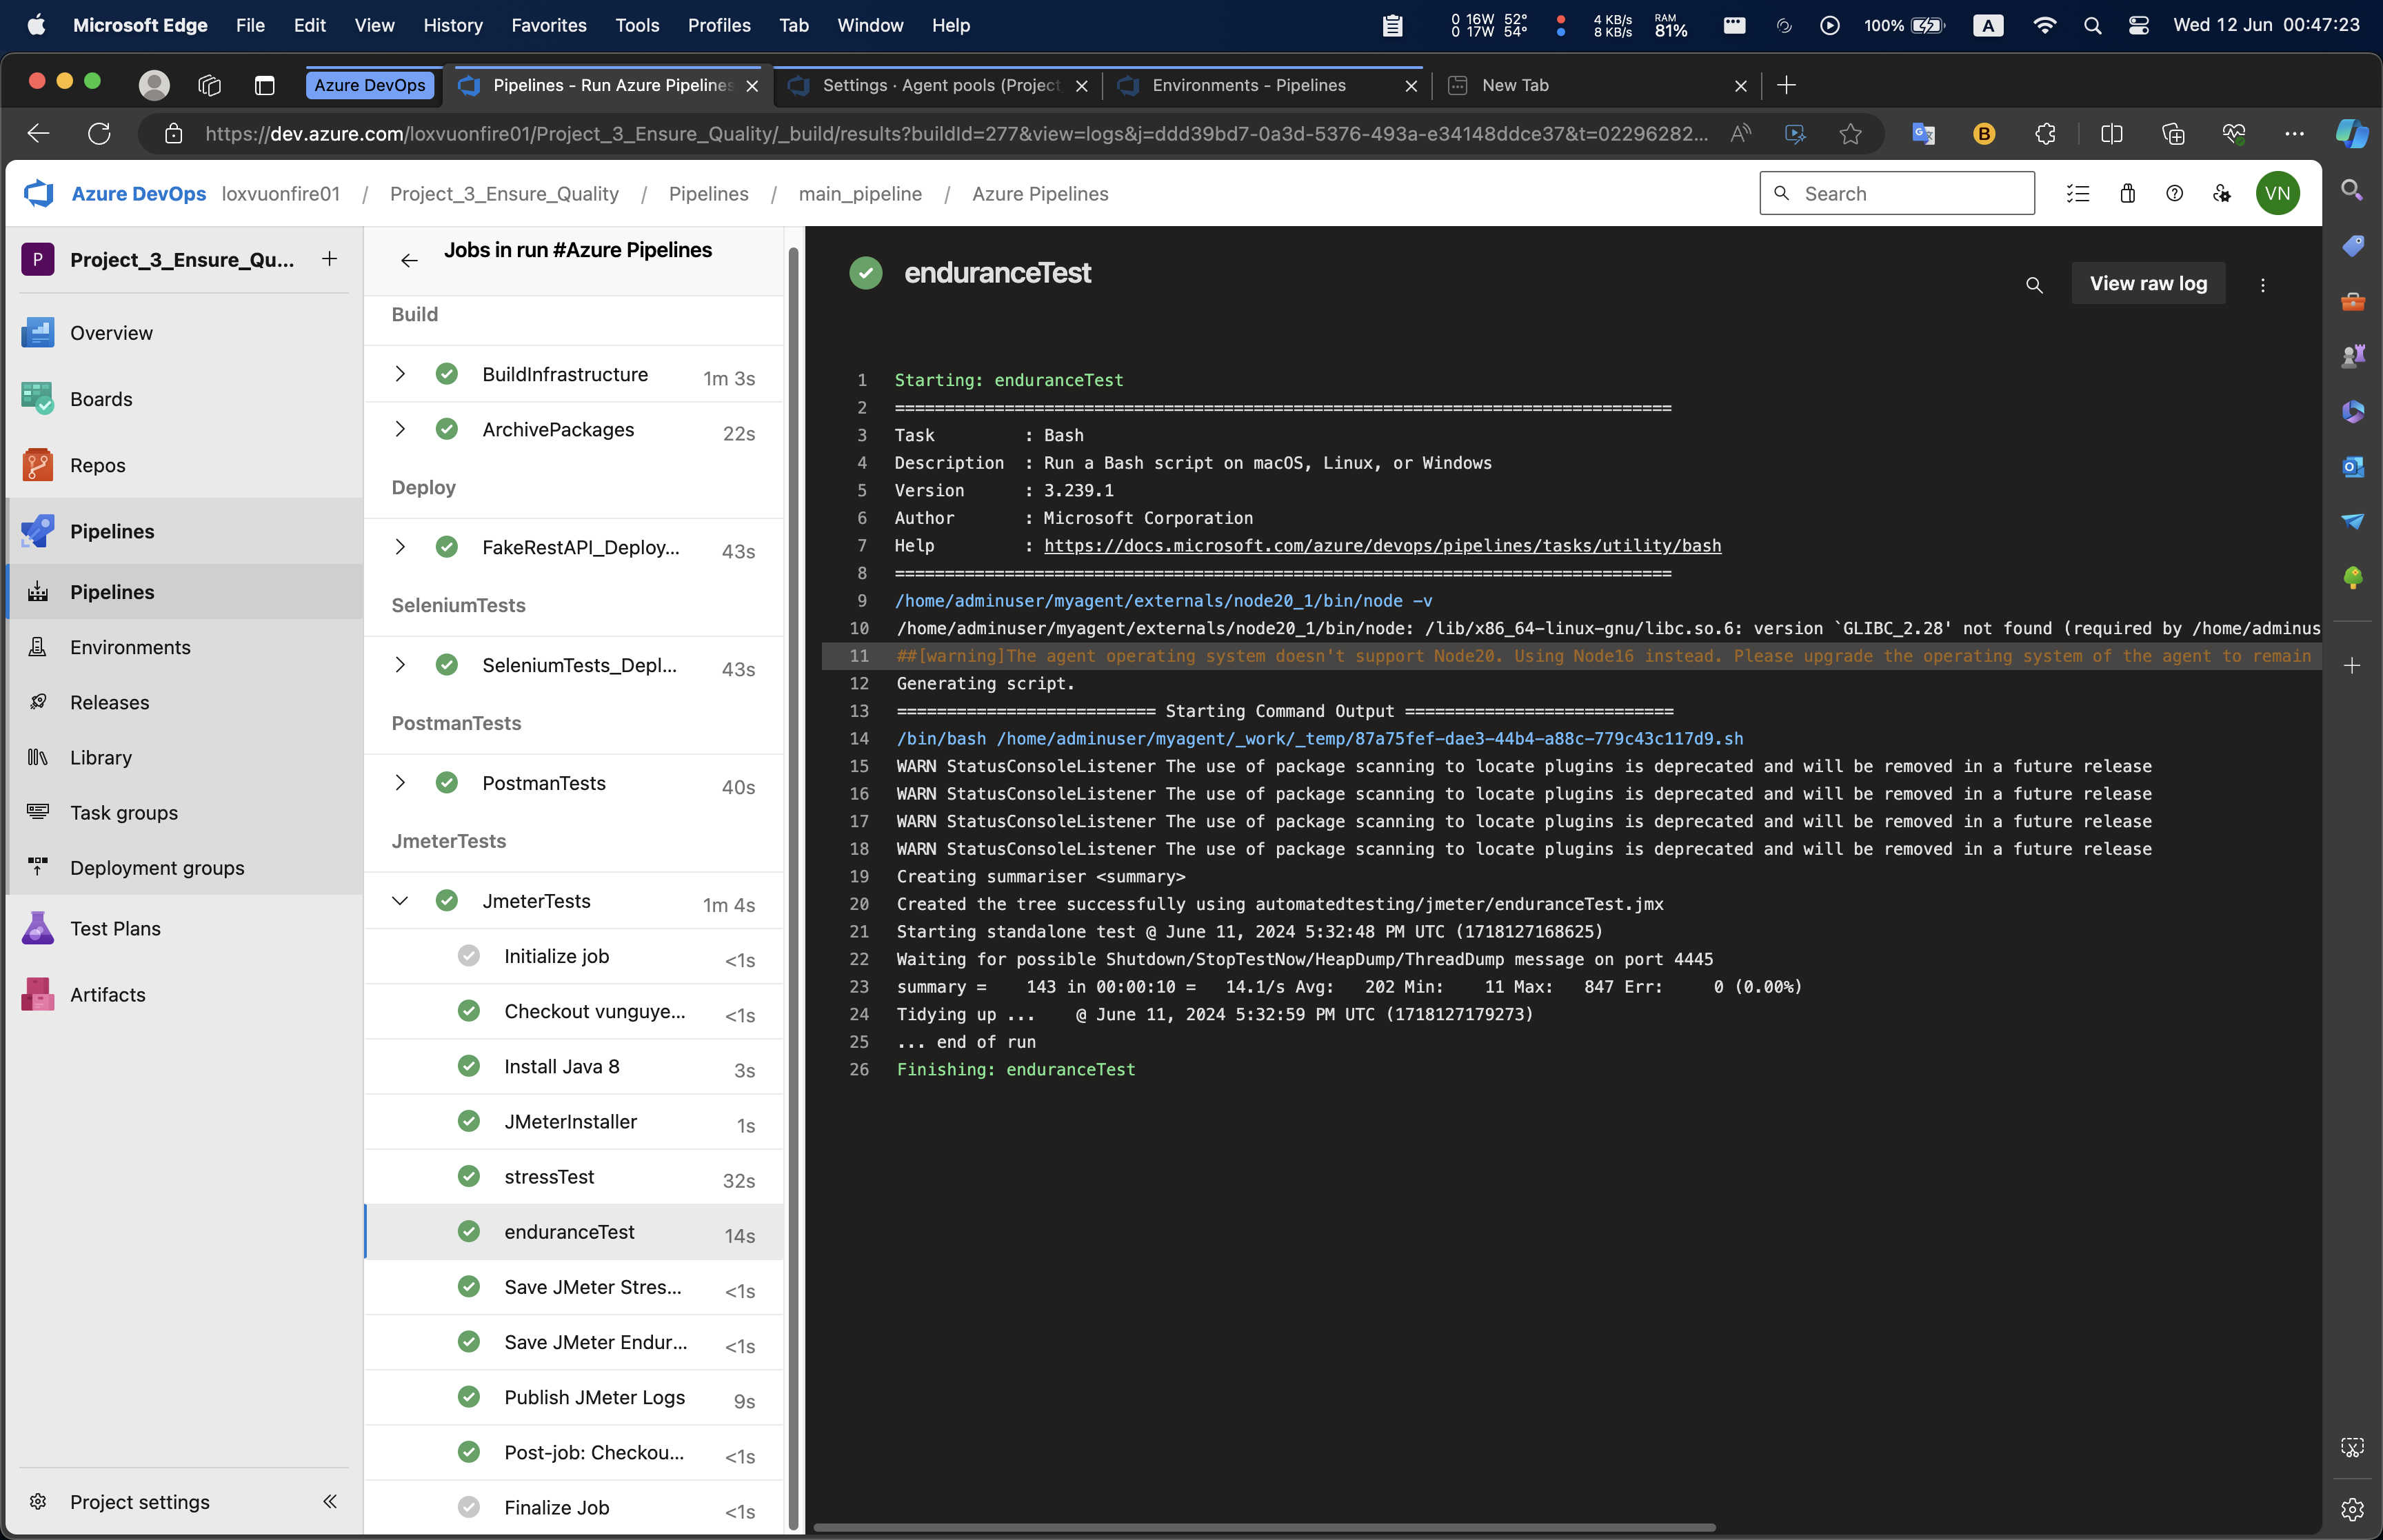 Microsoft Edge File Edit View History Favorites Tools Profiles Tab Window Help
0 16W 52°
0 17W 54°
4 KB/s
8 KB/s
RAM
81%
100%
A
Wed 12 Jun 00:47:23
Azure DevOps
Pipelines - Run Azure Pipelines
Settings · Agent pools (Project
Environments - Pipelines
New Tab
https://dev.azure.com/loxvuonfire01/Project_3_Ensure_Quality/_build/results?buildId=277&view=logs&j=ddd39bd7-0a3d-5376-493a-e34148ddce37&t=02296282...
B
Azure DevOps loxvuonfire01 / Project_3_Ensure_Quality / Pipelines / main_pipeline / Azure Pipelines
Search
VN
P
Project_3_Ensure_Qu...
Overview
Boards
Repos
Pipelines
Pipelines
Environments
Releases
Library
Task groups
Deployment groups
Test Plans
Artifacts
Project settings
Jobs in run #Azure Pipelines
Build
BuildInfrastructure 1m 3s
ArchivePackages 22s
Deploy
FakeRestAPI_Deploy... 43s
SeleniumTests
SeleniumTests_Depl... 43s
PostmanTests
PostmanTests 40s
JmeterTests
JmeterTests 1m 4s
Initialize job <1s
Checkout vunguye... <1s
Install Java 8 3s
JMeterInstaller 1s
stressTest 32s
enduranceTest 14s
Save JMeter Stres... <1s
Save JMeter Endur... <1s
Publish JMeter Logs 9s
Post-job: Checkou... <1s
Finalize Job <1s
enduranceTest
View raw log
1 Starting: enduranceTest
2 ==============================================================================
3 Task : Bash
4 Description : Run a Bash script on macOS, Linux, or Windows
5 Version : 3.239.1
6 Author : Microsoft Corporation
7 Help : https://docs.microsoft.com/azure/devops/pipelines/tasks/utility/bash
8 ==============================================================================
9 /home/adminuser/myagent/externals/node20_1/bin/node -v
10 /home/adminuser/myagent/externals/node20_1/bin/node: /lib/x86_64-linux-gnu/libc.so.6: version `GLIBC_2.28' not found (required by /home/adminus
11 ##[warning]The agent operating system doesn't support Node20. Using Node16 instead. Please upgrade the operating system of the agent to remain
12 Generating script.
13 ========================== Starting Command Output ===========================
14 /bin/bash /home/adminuser/myagent/_work/_temp/87a75fef-dae3-44b4-a88c-779c43c117d9.sh
15 WARN StatusConsoleListener The use of package scanning to locate plugins is deprecated and will be removed in a future release
16 WARN StatusConsoleListener The use of package scanning to locate plugins is deprecated and will be removed in a future release
17 WARN StatusConsoleListener The use of package scanning to locate plugins is deprecated and will be removed in a future release
18 WARN StatusConsoleListener The use of package scanning to locate plugins is deprecated and will be removed in a future release
19 Creating summariser <summary>
20 Created the tree successfully using automatedtesting/jmeter/enduranceTest.jmx
21 Starting standalone test @ June 11, 2024 5:32:48 PM UTC (1718127168625)
22 Waiting for possible Shutdown/StopTestNow/HeapDump/ThreadDump message on port 4445
23 summary = 143 in 00:00:10 = 14.1/s Avg: 202 Min: 11 Max: 847 Err: 0 (0.00%)
24 Tidying up ... @ June 11, 2024 5:32:59 PM UTC (1718127179273)
25 ... end of run
26 Finishing: enduranceTest